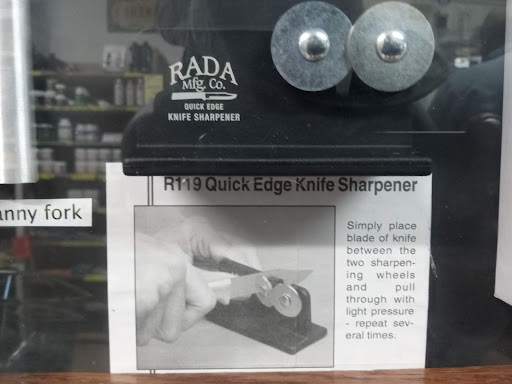 RADA
Mfg. Co.
QUICK EDGE
KNIFE SHARPENER
R119 Quick Edge Knife Sharpener
anny fork
Simply place
blade of knife
between the
two sharpen-
ing wheels
and pull
through with
light pressure
- repeat sev-
eral times.